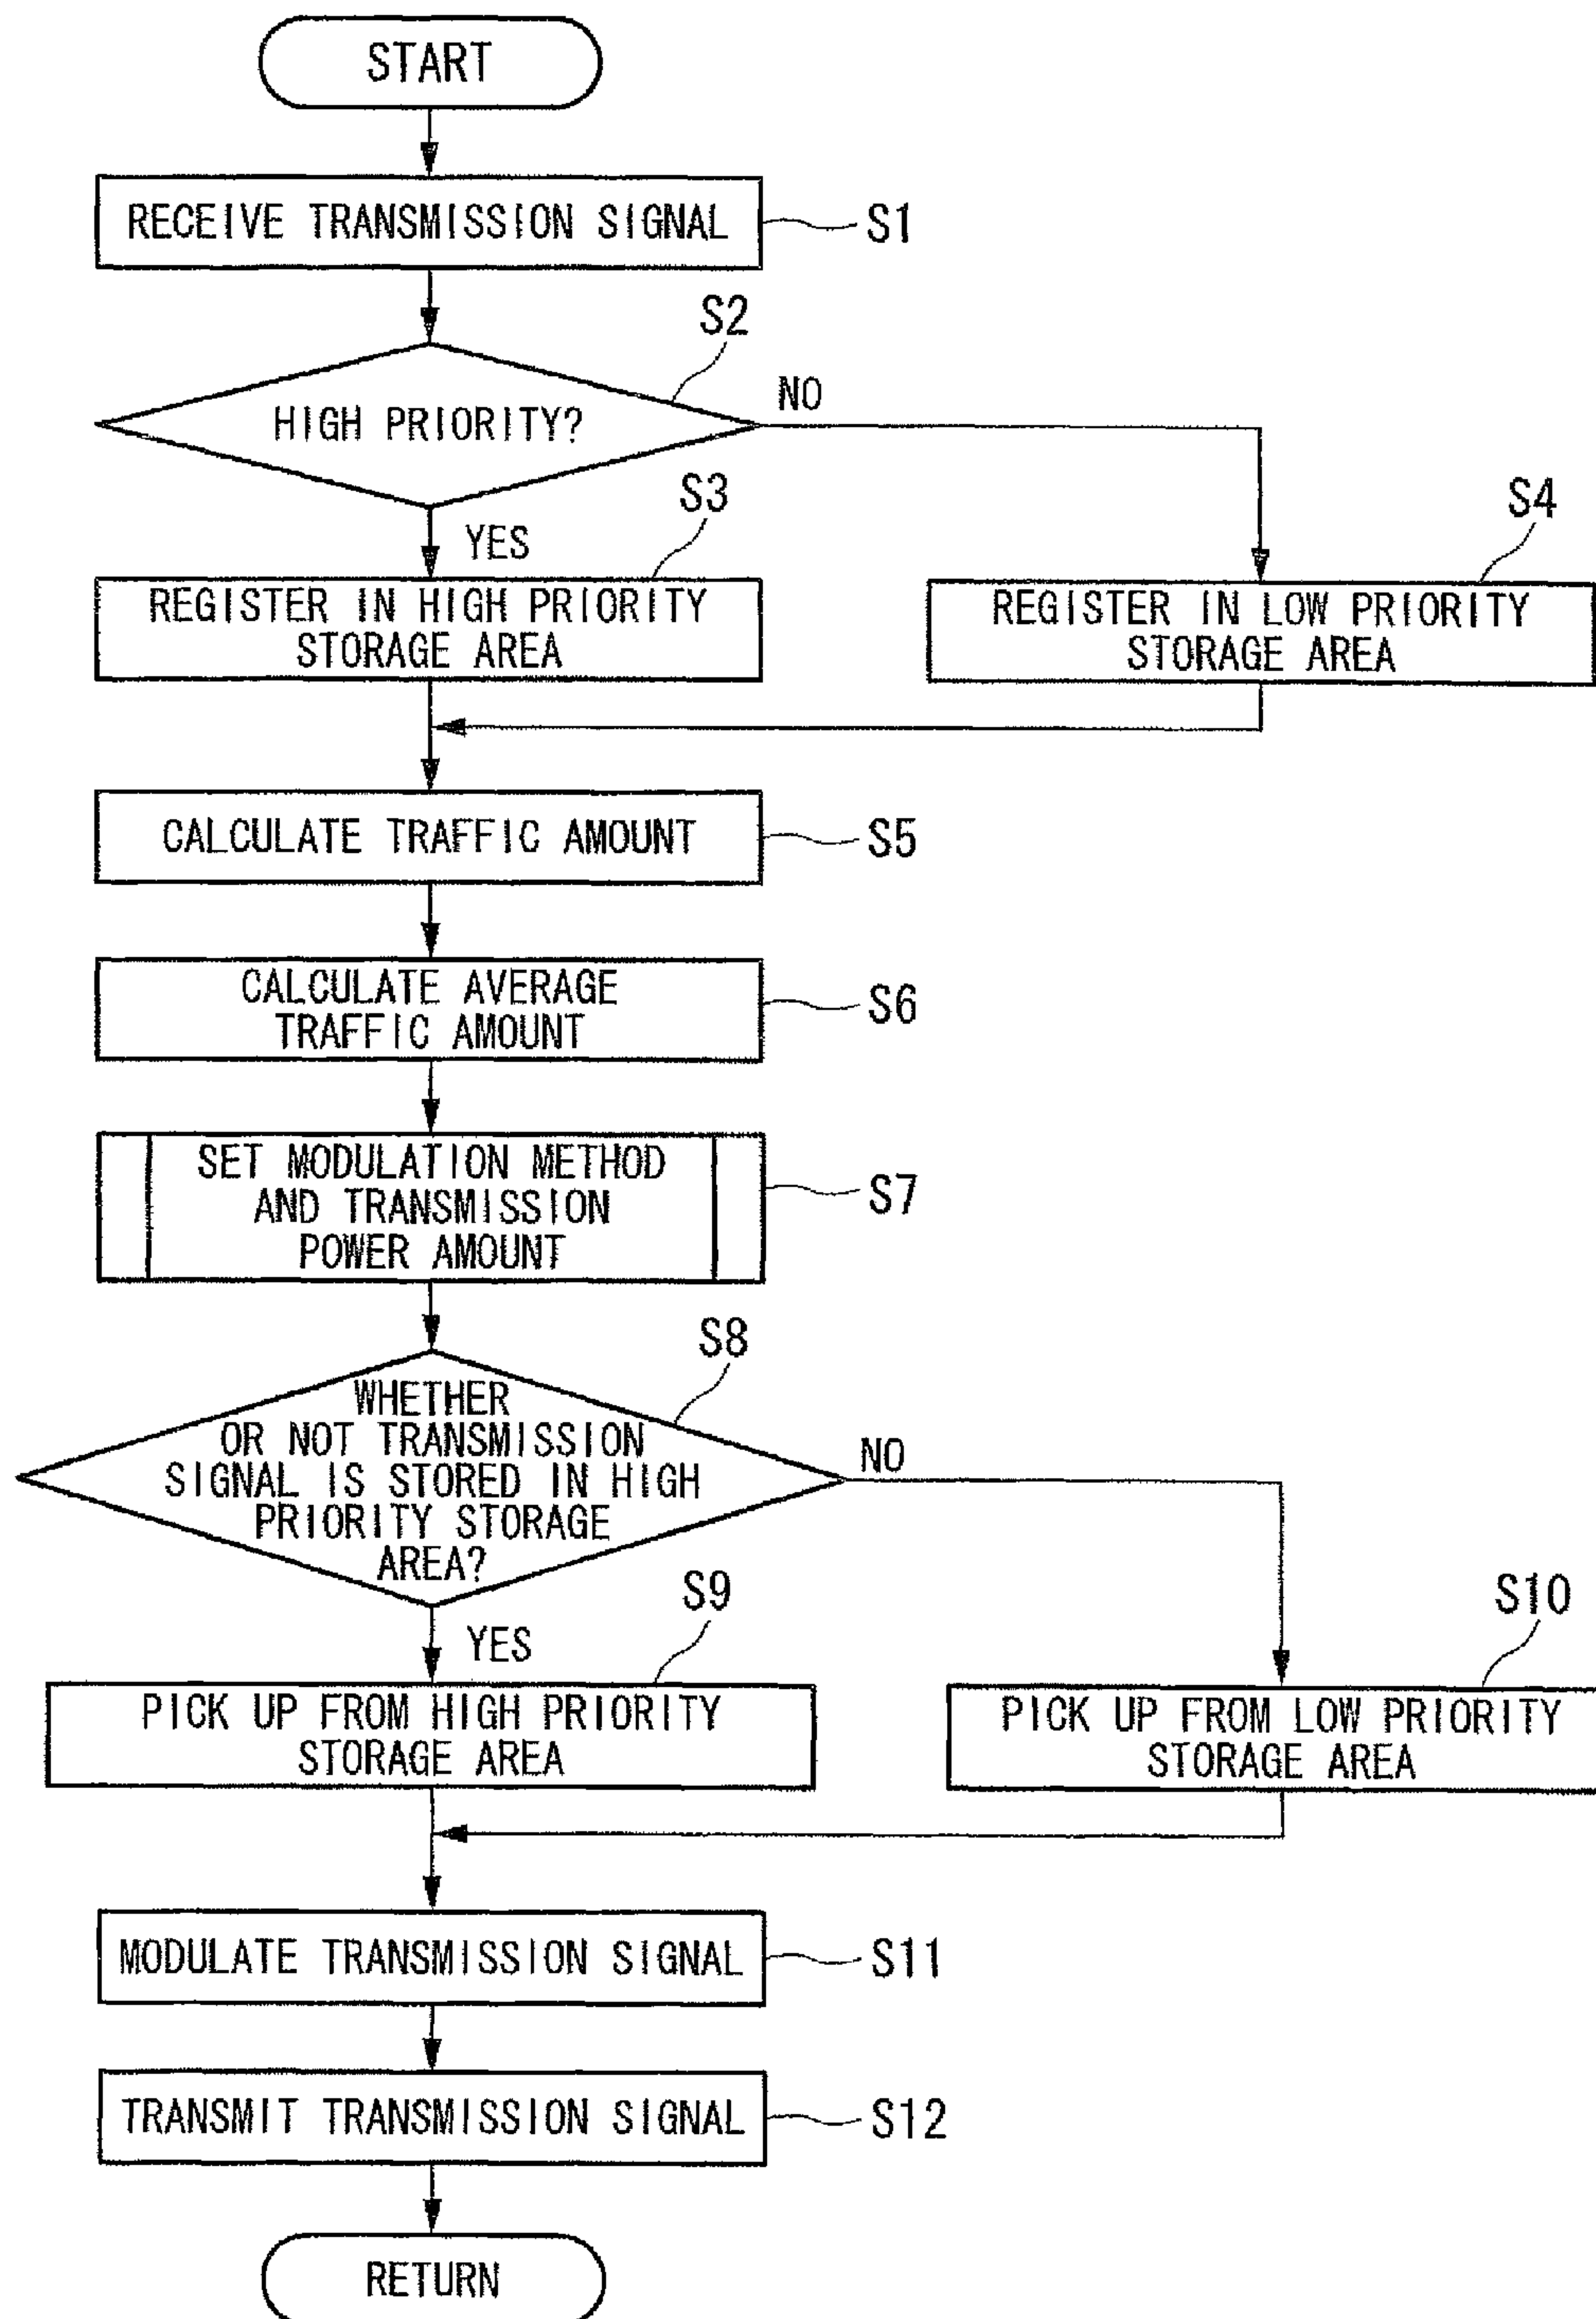 START
RECEIVE TRANSMISSION SIGNAL
S1
S2
HIGH PRIORITY?
NO
YES
S3
REGISTER IN HIGH PRIORITY
STORAGE AREA
S4
REGISTER IN LOW PRIORITY
STORAGE AREA
CALCULATE TRAFFIC AMOUNT
S5
CALCULATE AVERAGE
TRAFFIC AMOUNT
S6
SET MODULATION METHOD
AND TRANSMISSION
POWER AMOUNT
S7
S8
WHETHER
OR NOT TRANSMISSION
SIGNAL IS STORED IN HIGH
PRIORITY STORAGE
AREA?
NO
YES
S9
PICK UP FROM HIGH PRIORITY
STORAGE AREA
S10
PICK UP FROM LOW PRIORITY
STORAGE AREA
MODULATE TRANSMISSION SIGNAL
S11
TRANSMIT TRANSMISSION SIGNAL
S12
RETURN